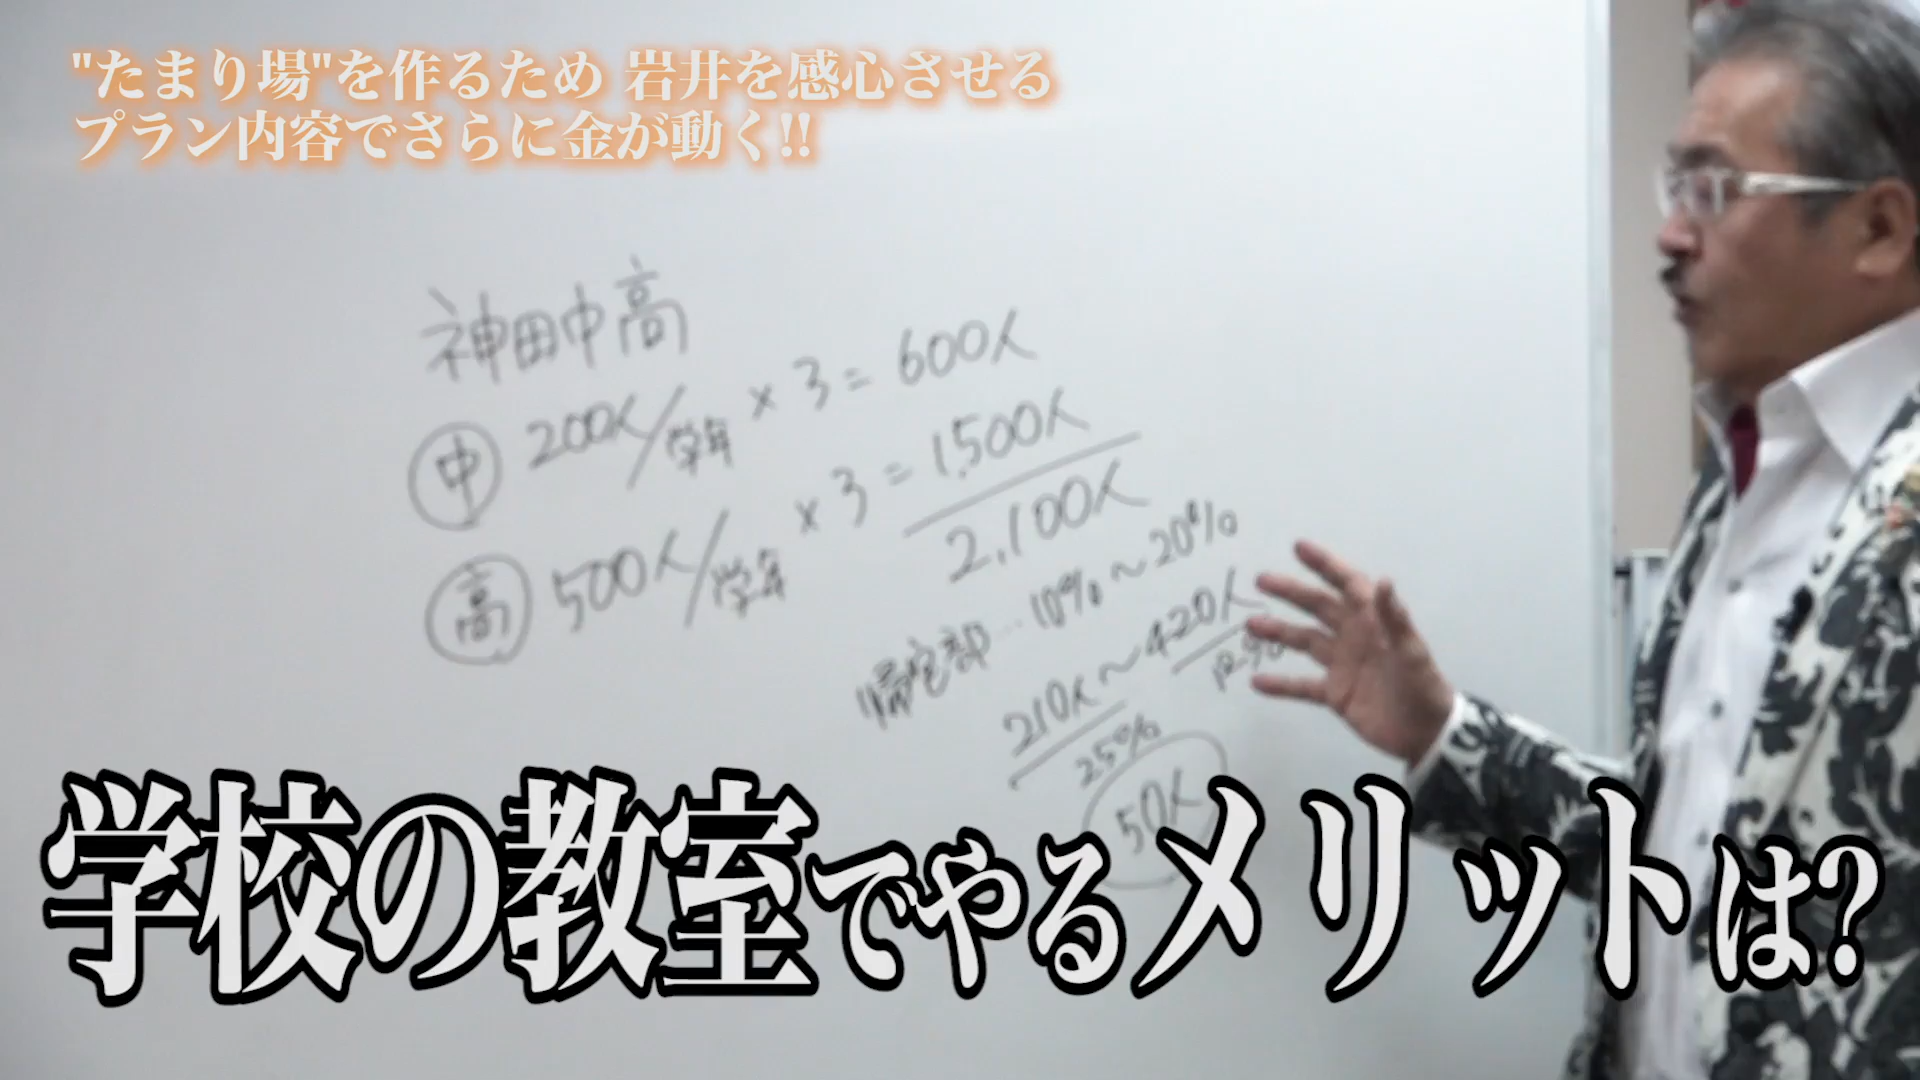 "たまり場"を作るため 岩井を感心させる
プラン内容でさらに金が動く!!
神田中高
中 200人/学年 × 3 = 600人
高 500人/学年 × 3 = 1,500人
2,100人
帰宅部…10%～20%
210人～420人
25% 12%
50人
学校の教室でやるメリットは?